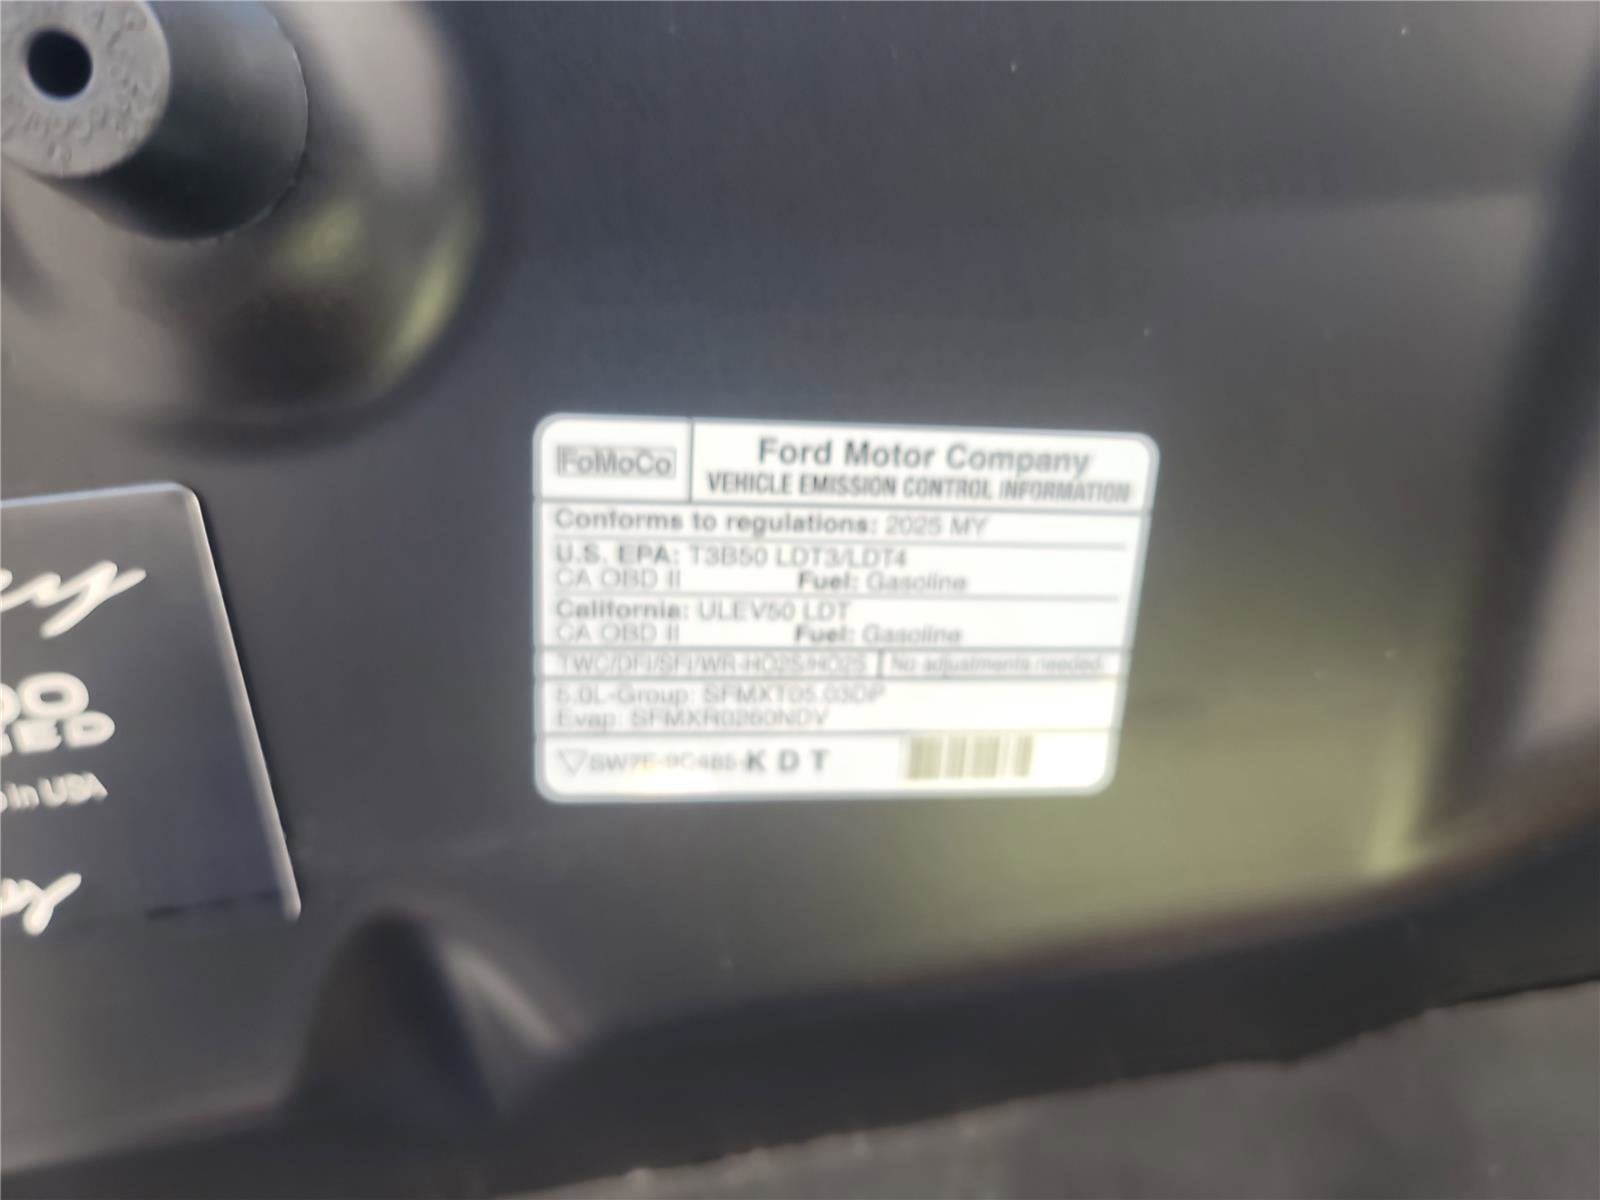 FoMoCo
Ford Motor Company
VEHICLE EMISSION CONTROL INFORMATION
Conforms to regulations: 2025 MY
U.S. EPA: T3B50 LDT3/LDT4
CA OBD II Fuel: Gasoline
California: ULEV50 LDT
CA OBD II Fuel: Gasoline
TWC/DFI/SFI/WR-HO2S/HO2S No adjustments needed.
5.0L-Group: SFMXT05.03DP
Evap: SFMXR0260NDV
K D T
in USA